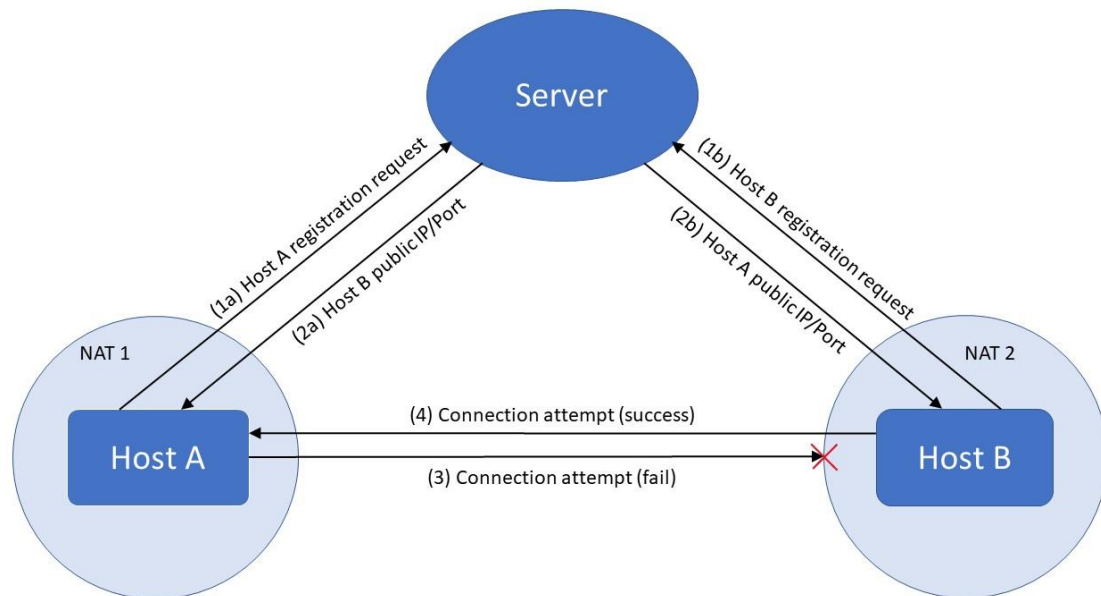 Server
(1a) Host A registration request
(2a) Host B public IP/Port
(1b) Host B registration request
(2b) Host A public IP/Port
NAT 1
NAT 2
Host A
Host B
(4) Connection attempt (success)
(3) Connection attempt (fail)